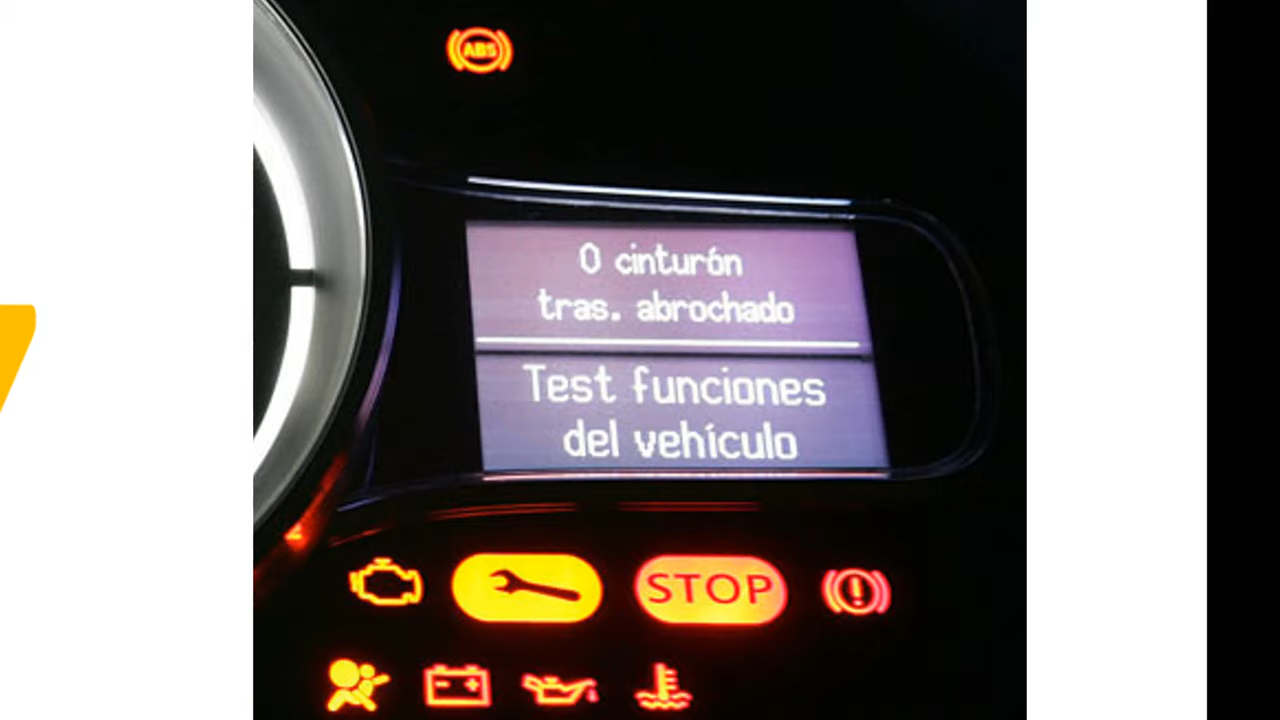 ABS
0 cinturón
tras. abrochado
Test funciones
del vehículo
STOP